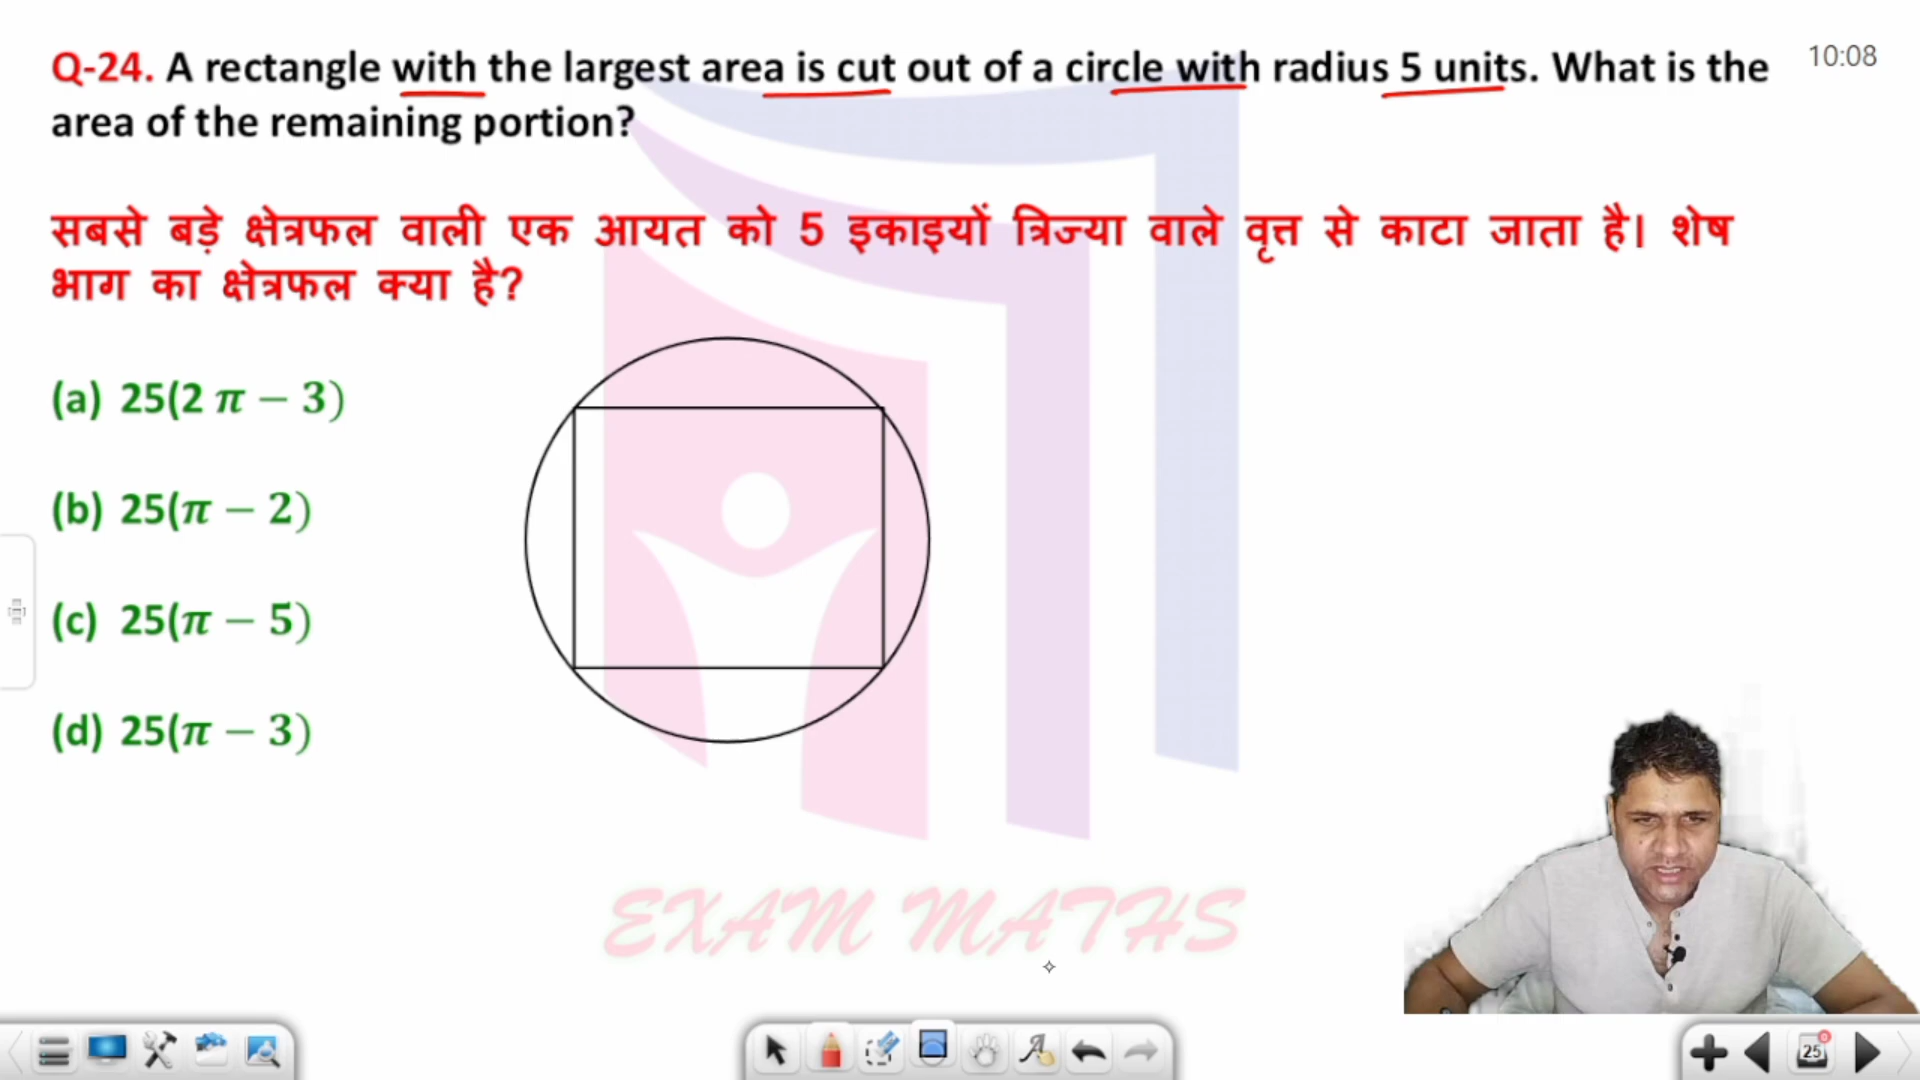 Q-24. A rectangle with the largest area is cut out of a circle with radius 5 units. What is the
10:08
area of the remaining portion?
सबसे बड़े क्षेत्रफल वाली एक आयत को 5 इकाइयों त्रिज्या वाले वृत्त से काटा जाता है। शेष
भाग का क्षेत्रफल क्या है?
(a) 25(2 π − 3)
(b) 25(π − 2)
(c) 25(π − 5)
(d) 25(π − 3)
EXAM MATHS
25
0